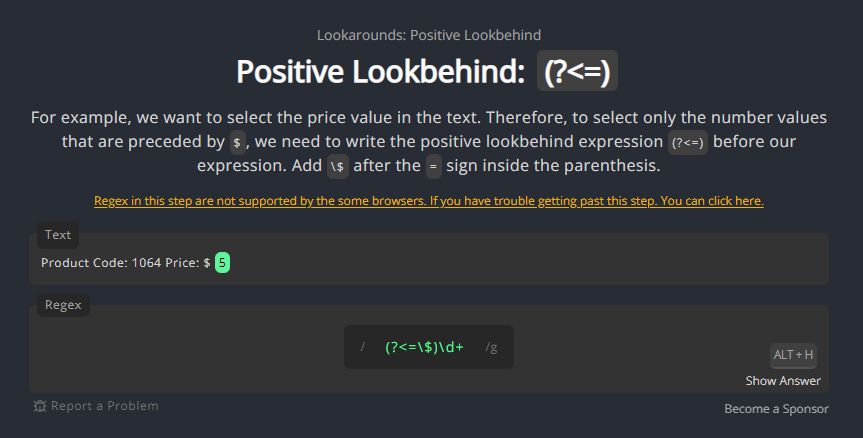 Lookarounds: Positive Lookbehind
Positive Lookbehind: (?<=)
For example, we want to select the price value in the text. Therefore, to select only the number values
that are preceded by $, we need to write the positive lookbehind expression (?<=) before our
expression. Add \$ after the = sign inside the parenthesis.
Regex in this step are not supported by the some browsers. If you have trouble getting past this step. You can click here.
Text
Product Code: 1064 Price: $ 5
Regex
/ (?<=\$)\d+ /g
ALT + H
Show Answer
Report a Problem
Become a Sponsor